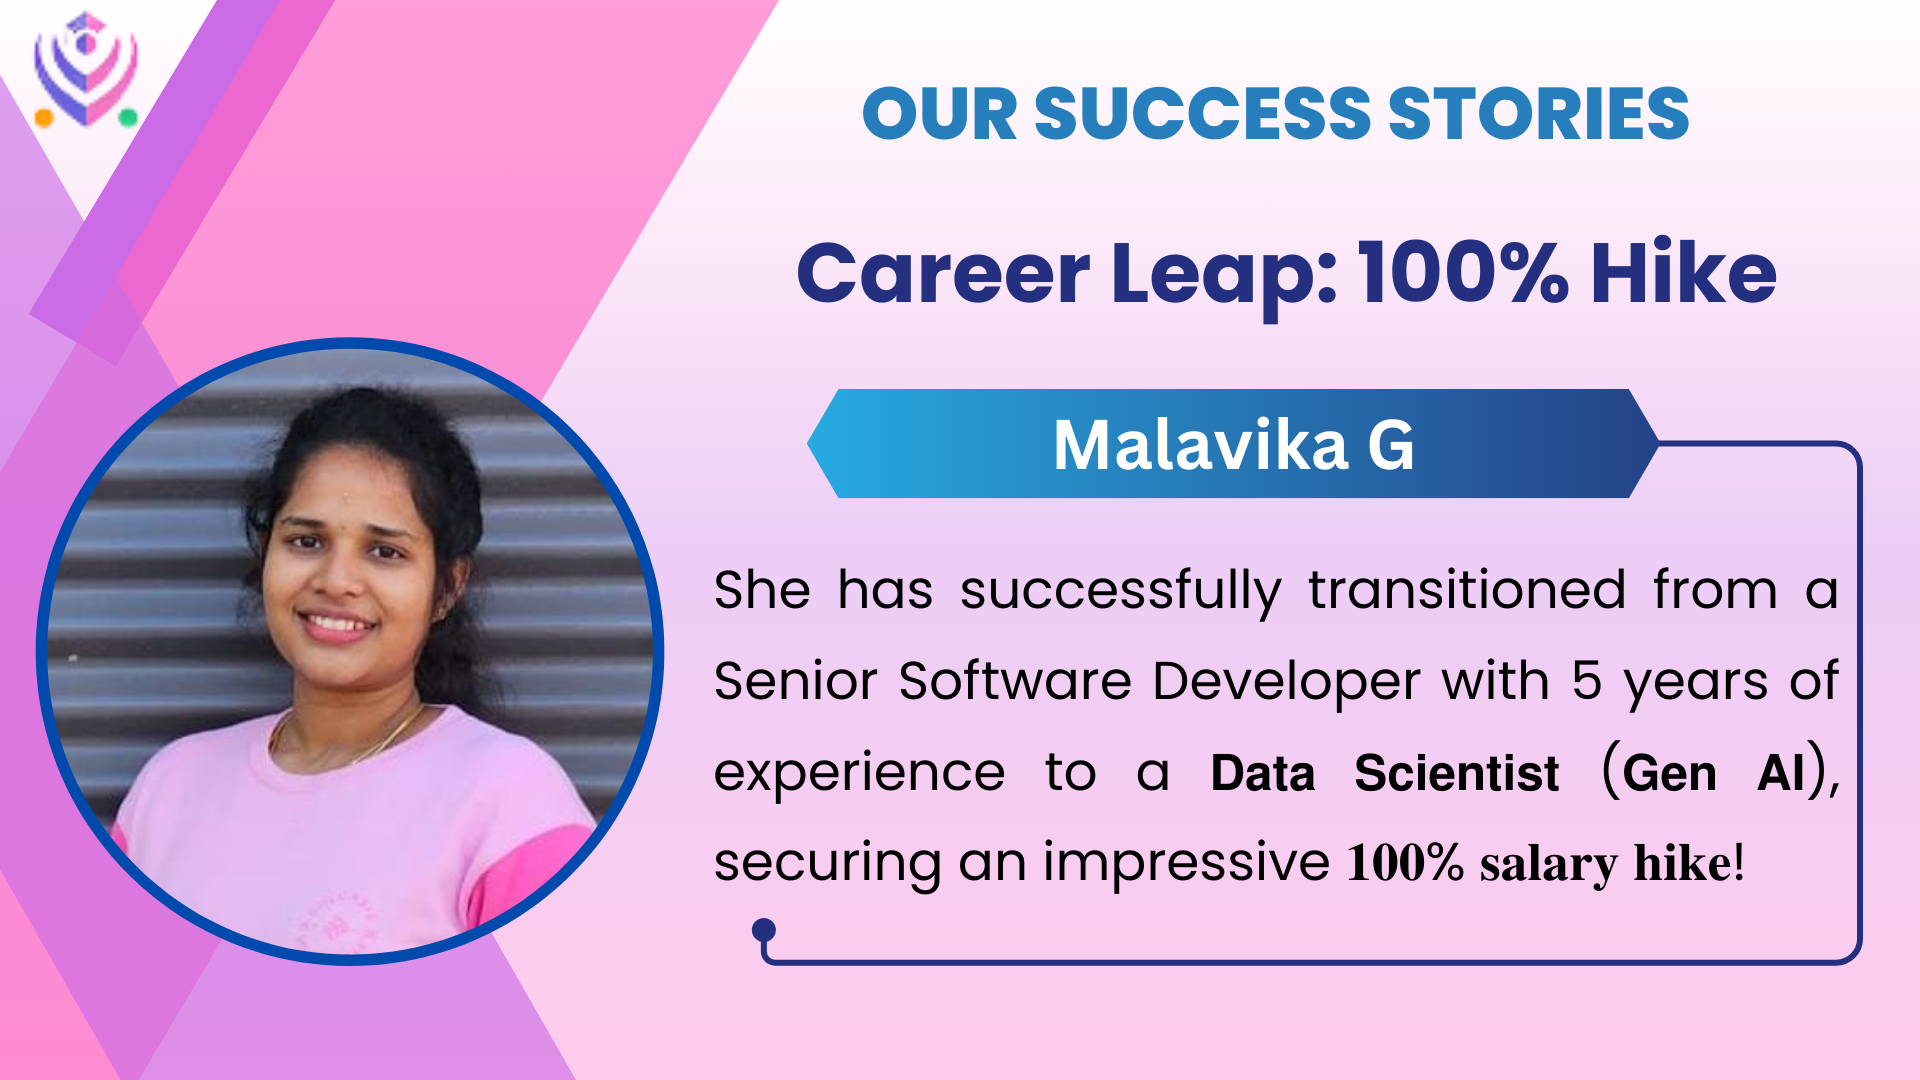 OUR SUCCESS STORIES
Career Leap: 100% Hike
Malavika G
She has successfully transitioned from a
Senior Software Developer with 5 years of
experience to a Data Scientist (Gen AI),
securing an impressive 100% salary hike!